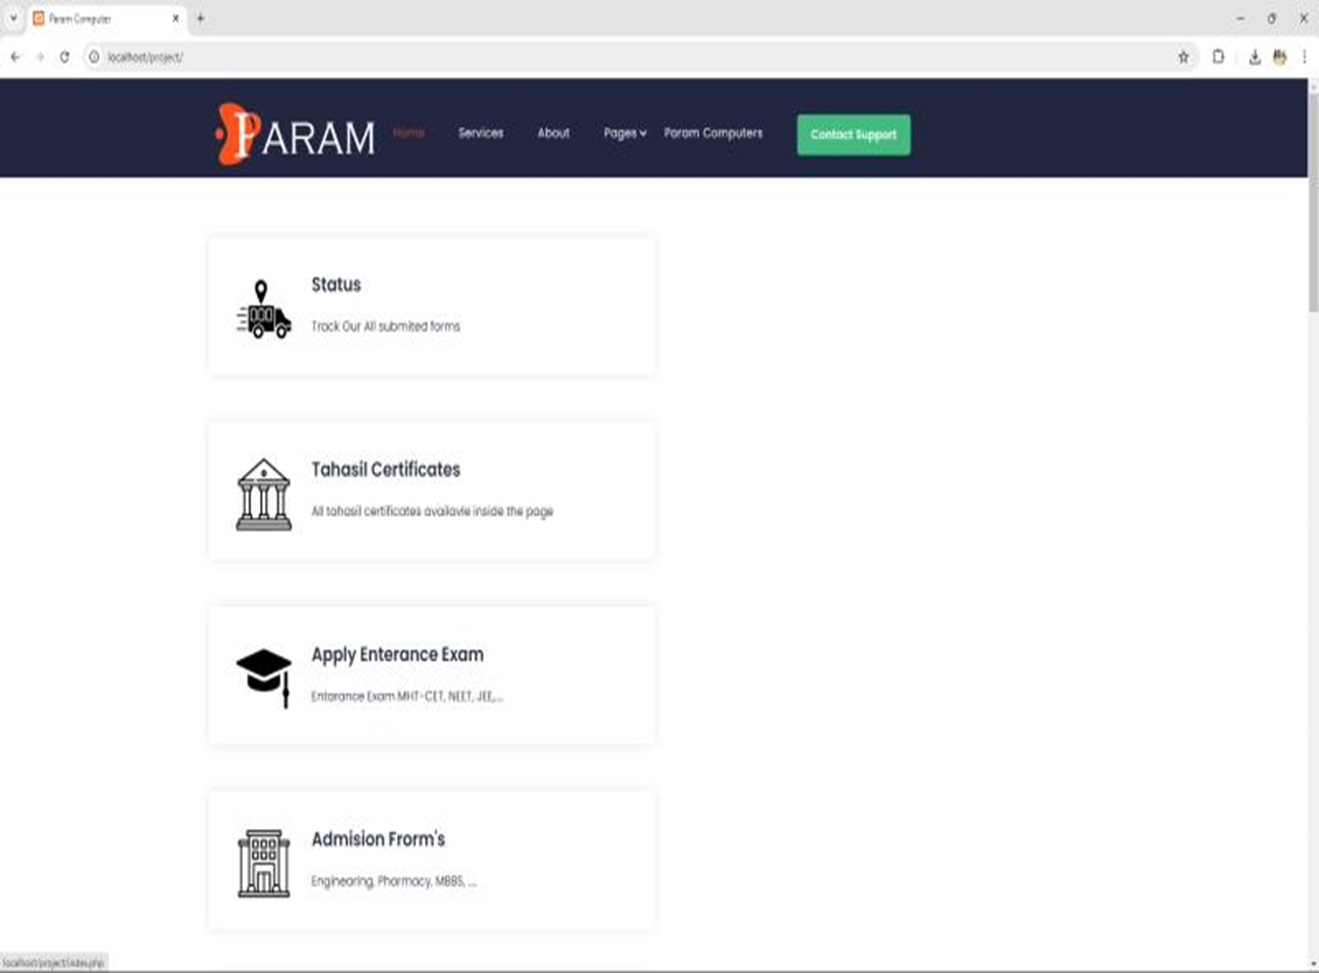 Param Computer
localhost/project/
PARAM
Home
Services
About
Pages
Param Computers
Contact Support
Status
Track Our All submited forms
Tahasil Certificates
All tahasil certificates availavle inside the page
Apply Enterance Exam
Entarance Exam MHT-CET, NEET, JEE,...
Admision Frorm's
Enginearing, Pharmacy, MBBS, ...
localhost/project/index.php